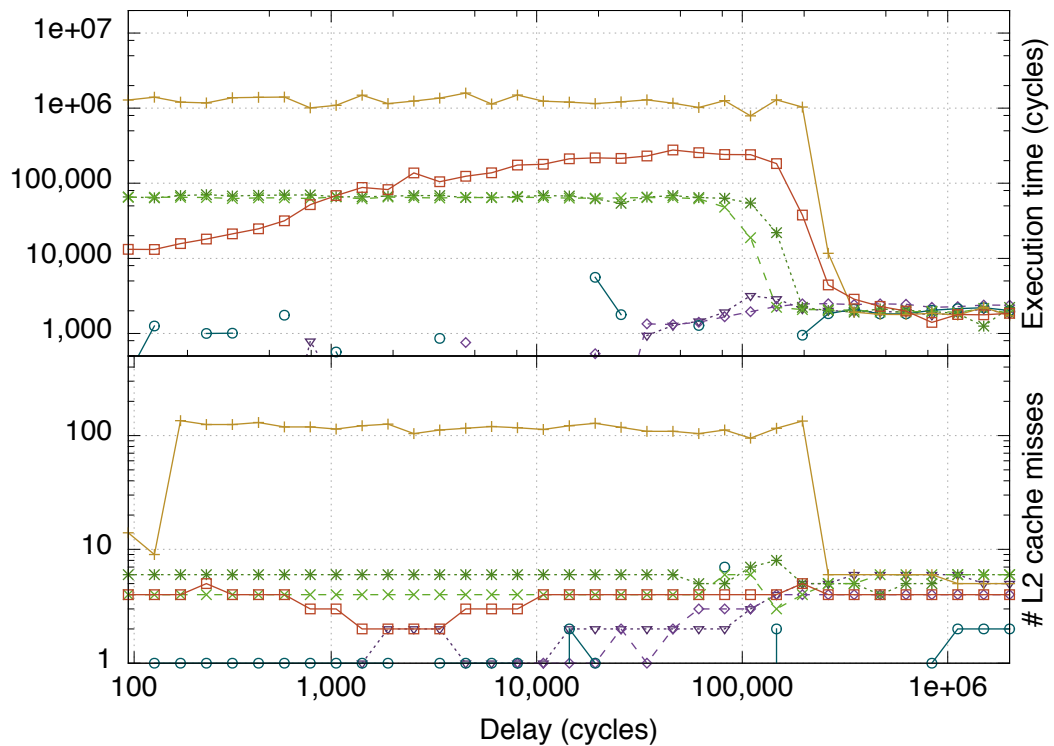 1e+07
1e+06
100,000
10,000
1,000
Execution time (cycles)
100
10
1
# L2 cache misses
100
1,000
10,000
100,000
1e+06
Delay (cycles)